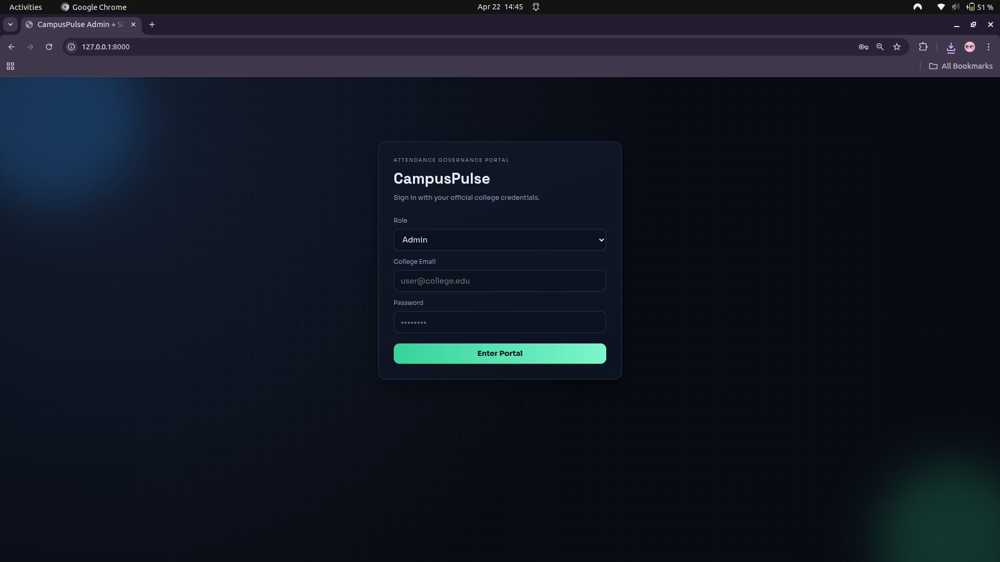 Activities
Google Chrome
Apr 22 14:45
51 %
CampusPulse Admin +
127.0.0.1:8000
All Bookmarks
ATTENDANCE GOVERNANCE PORTAL
CampusPulse
Sign in with your official college credentials.
Role
Admin
College Email
user@college.edu
Password
••••••••
Enter Portal